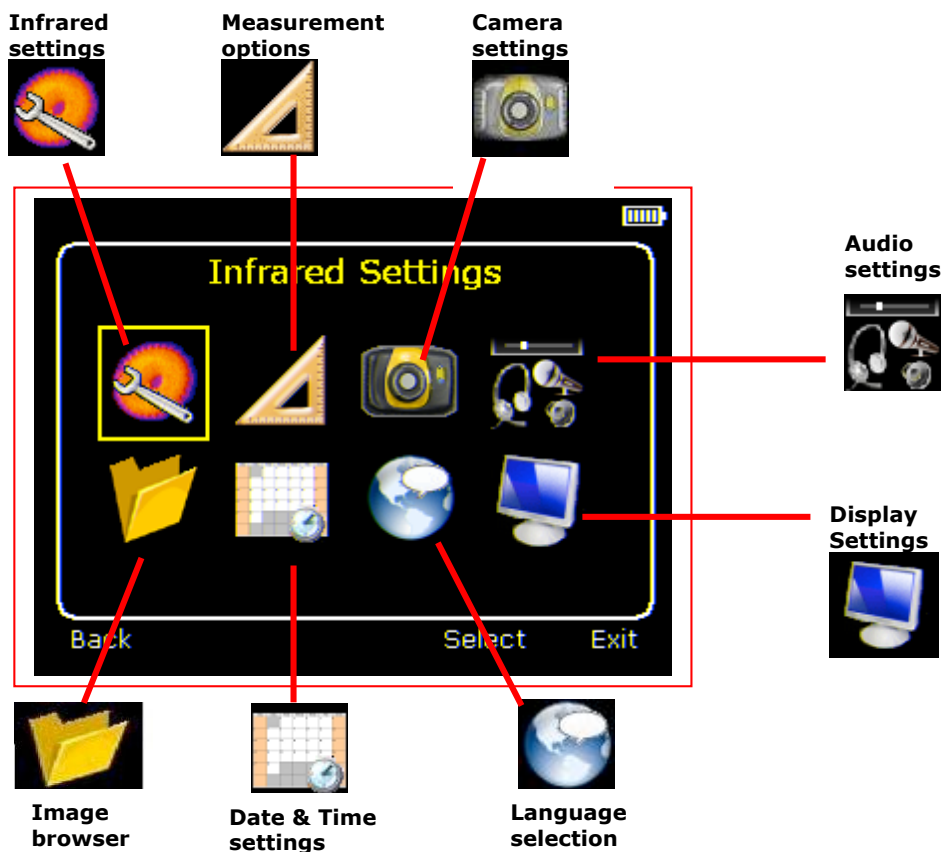 Infrared
settings
Measurement
options
Camera
settings
Infrared Settings
Audio
settings
Display
Settings
Back
Select
Exit
Image
browser
Date & Time
settings
Language
selection